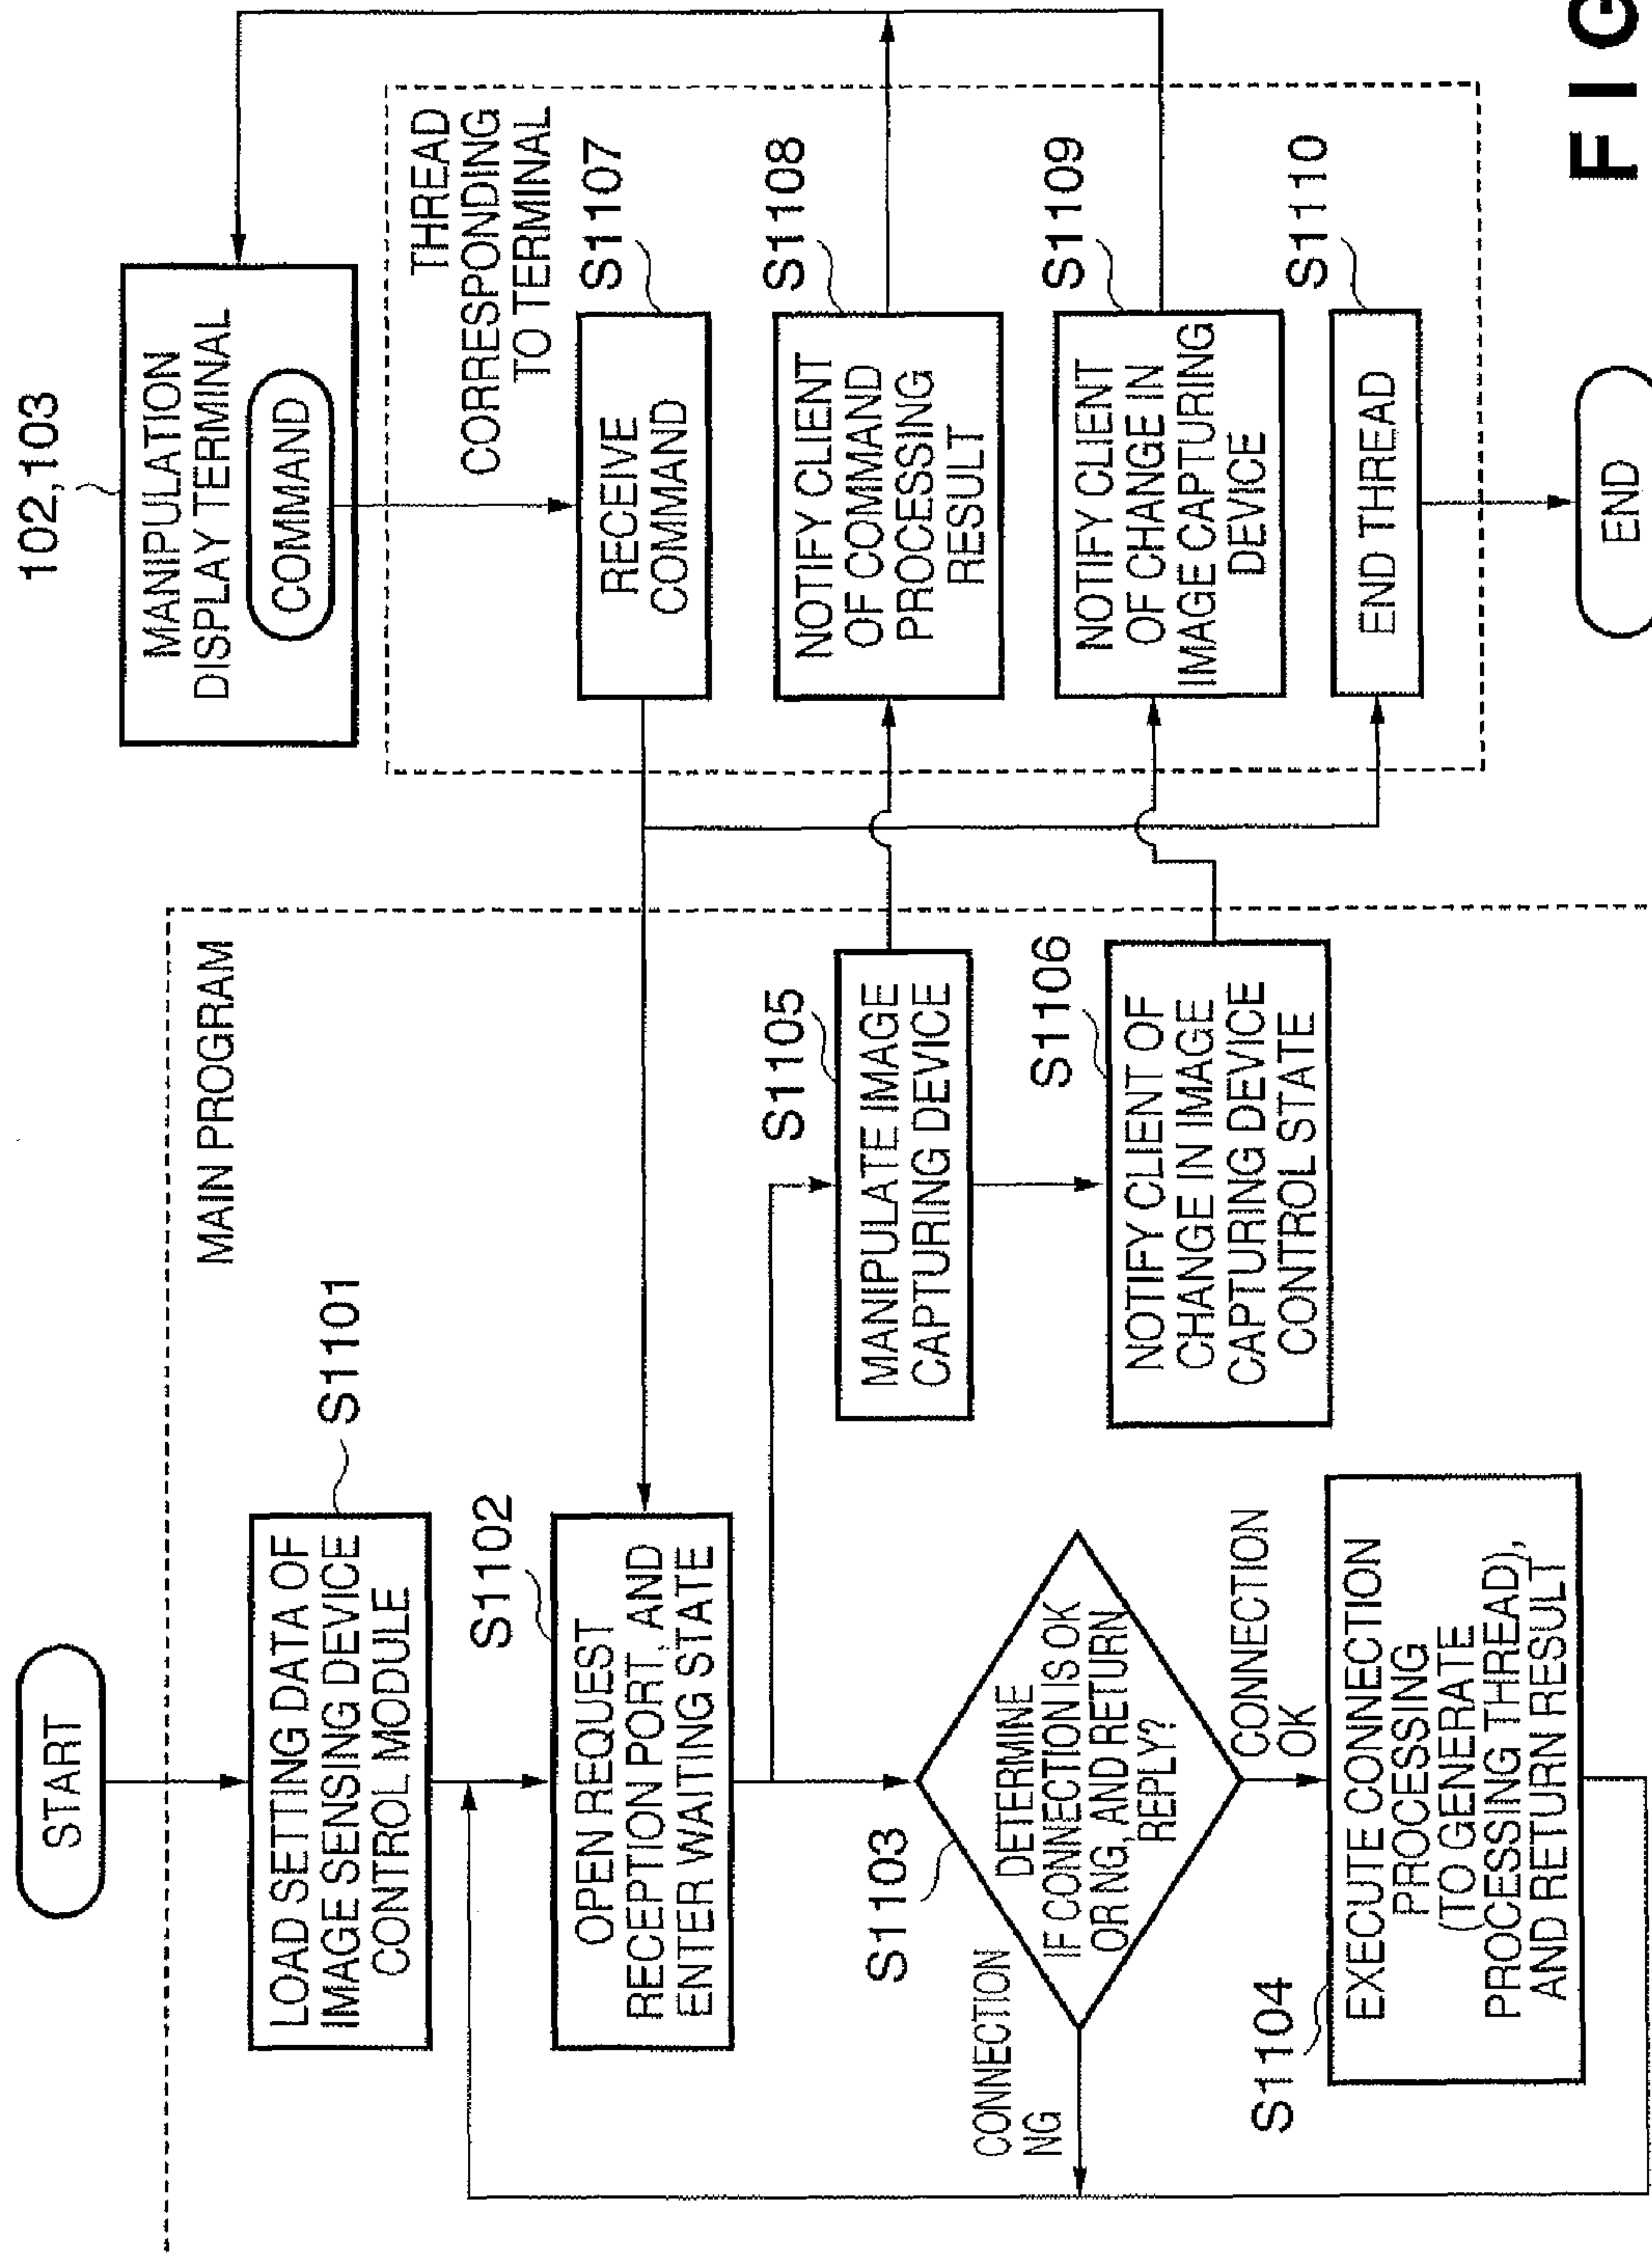 START
MAIN PROGRAM
LOAD SETTING DATA OF
IMAGE SENSING DEVICE
CONTROL MODULE
S1101
S1102
OPEN REQUEST
RECEPTION PORT, AND
ENTER WAITING STATE
S1103
DETERMINE
IF CONNECTION IS OK
OR NG, AND RETURN
REPLY?
CONNECTION
NG
CONNECTION
OK
S1104
EXECUTE CONNECTION
PROCESSING
(TO GENERATE
PROCESSING THREAD),
AND RETURN RESULT
S1105
MANIPULATE IMAGE
CAPTURING DEVICE
S1106
NOTIFY CLIENT OF
CHANGE IN IMAGE
CAPTURING DEVICE
CONTROL STATE
102,103
MANIPULATION
DISPLAY TERMINAL
COMMAND
THREAD
CORRESPONDING
TO TERMINAL
S1107
RECEIVE
COMMAND
S1108
NOTIFY CLIENT
OF COMMAND
PROCESSING
RESULT
S1109
NOTIFY CLIENT
OF CHANGE IN
IMAGE CAPTURING
DEVICE
S1110
END THREAD
END
FIG